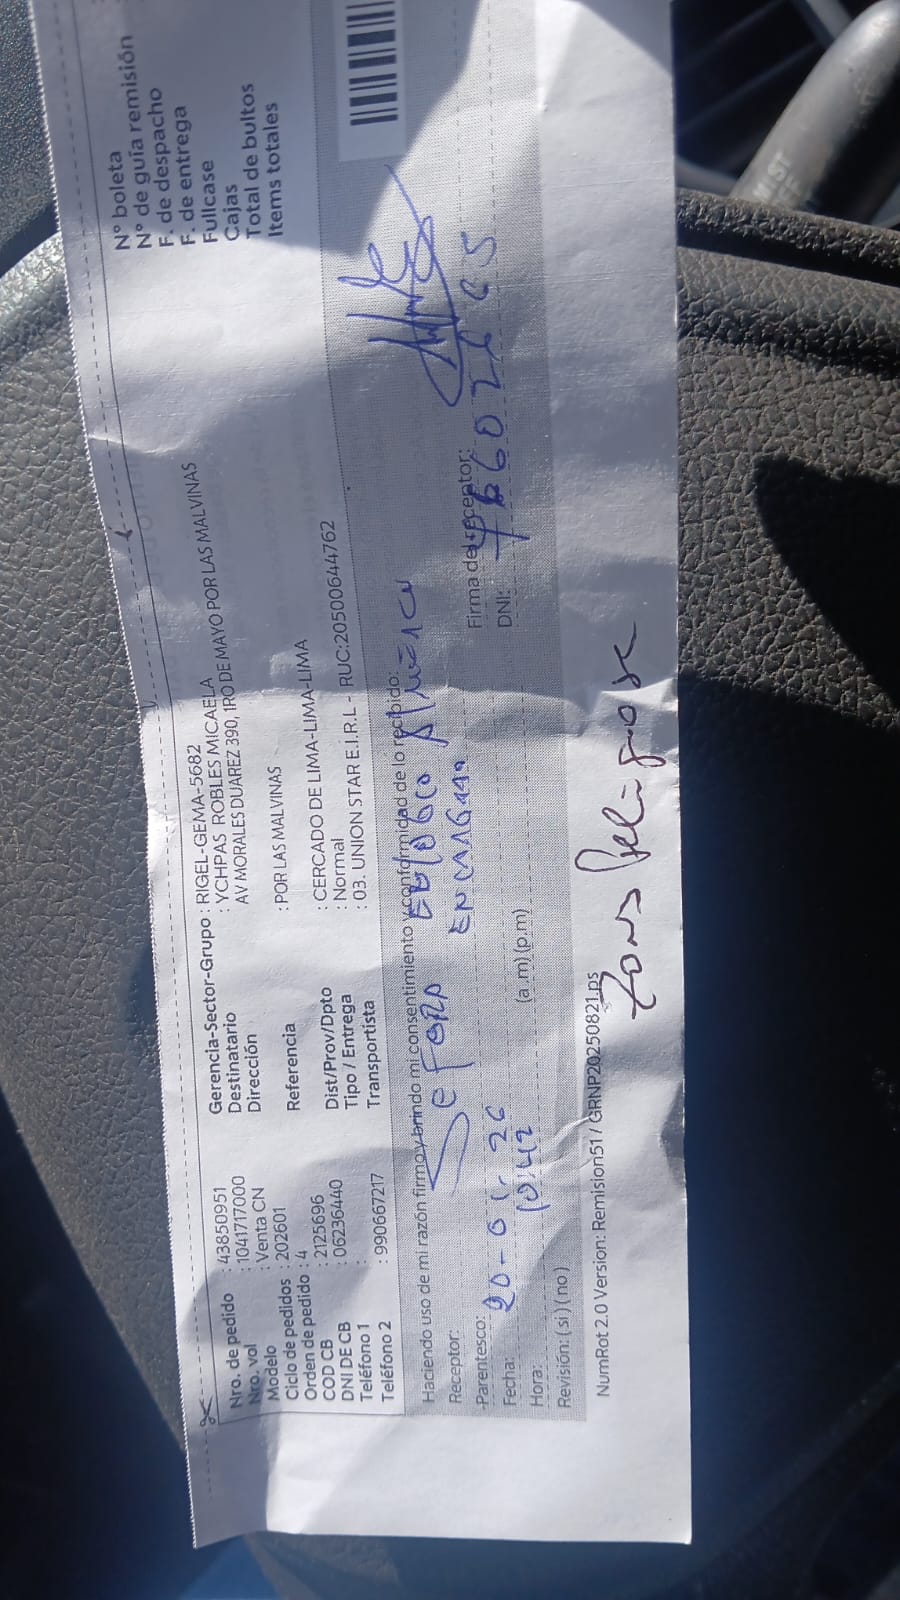 Nº boleta
Nº de guía remisión
F. de despacho
F. de entrega
Fullcase
Cajas
Total de bultos
Items totales
Nro. de pedido : 43850951
Nro. vol : 1041717000
Modelo : Venta CN
Ciclo de pedidos : 202601
Orden de pedido : 4
COD CB : 2125696
DNI DE CB : 06236440
Teléfono 1 :
Teléfono 2 : 990667217
Gerencia-Sector-Grupo : RIGEL-GEMA-5682
Destinatario : YCHPAS ROBLES MICAELA
Dirección AV MORALES DUAREZ 390, 1RO DE MAYO POR LAS MALVINAS
Referencia : POR LAS MALVINAS
Dist/Prov/Dpto : CERCADO DE LIMA-LIMA-LIMA
Tipo / Entrega : Normal
Transportista : 03. UNION STAR E.I.R.L - RUC:20500644762
Haciendo uso de mi razón firmo y brindo mi consentimiento y conformidad de lo recibido:
Receptor: Sefora
Parentesco:
Firma del receptor:
Fecha: 20-01-26
DNI:
Hora: 10:42 (a.m) (p.m)
Revisión: (si) (no)
NumRot 2.0 Version: Remision51 / GRNP20250821.ps